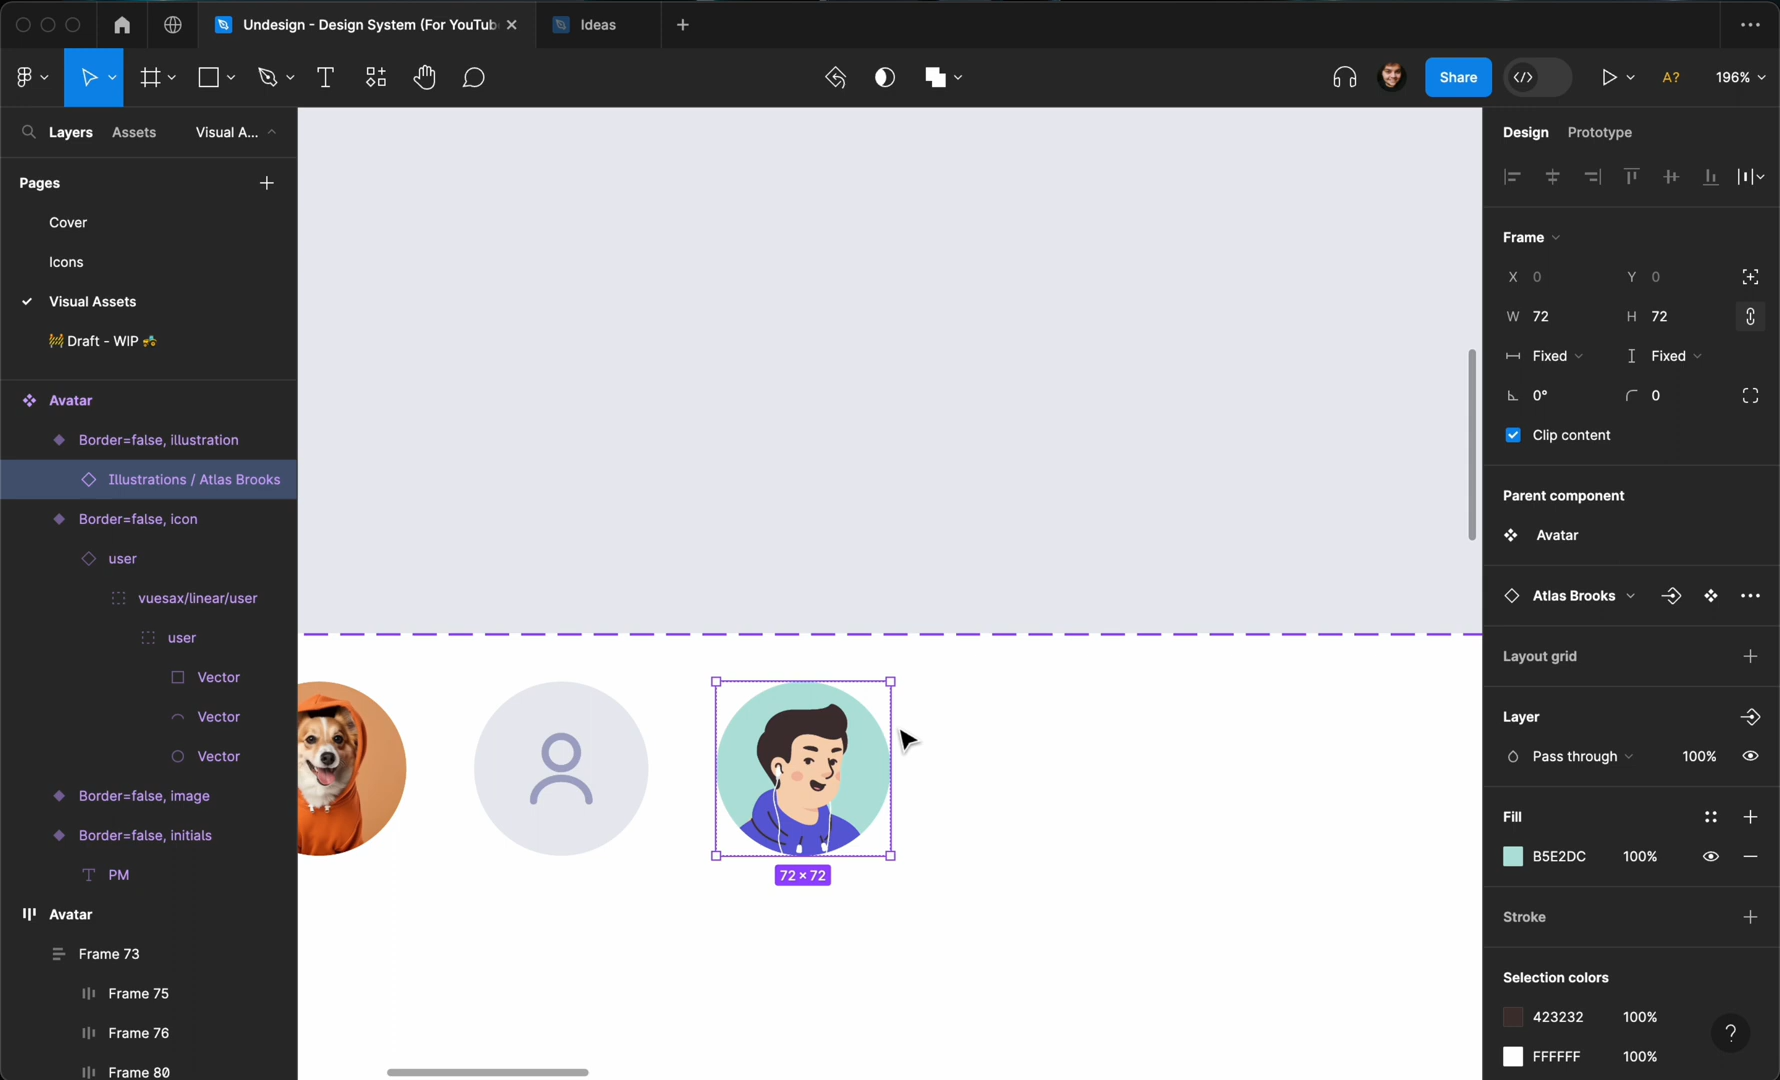 Undesign - Design System (For YouTub
Ideas
Share
A?
196%
Layers
Assets
Visual A...
Pages
Cover
Icons
Visual Assets
🚧 Draft - WIP 🚜
Avatar
Border=false, illustration
Illustrations / Atlas Brooks
Border=false, icon
user
vuesax/linear/user
user
Vector
Vector
Vector
Border=false, image
Border=false, initials
PM
Avatar
Frame 73
Frame 75
Frame 76
Frame 80
72 × 72
Design
Prototype
Frame
X 0
Y 0
W 72
H 72
Fixed
Fixed
0°
0
Clip content
Parent component
Avatar
Atlas Brooks
Layout grid
Layer
Pass through
100%
Fill
B5E2DC
100%
Stroke
Selection colors
423232
100%
FFFFFF
100%
?